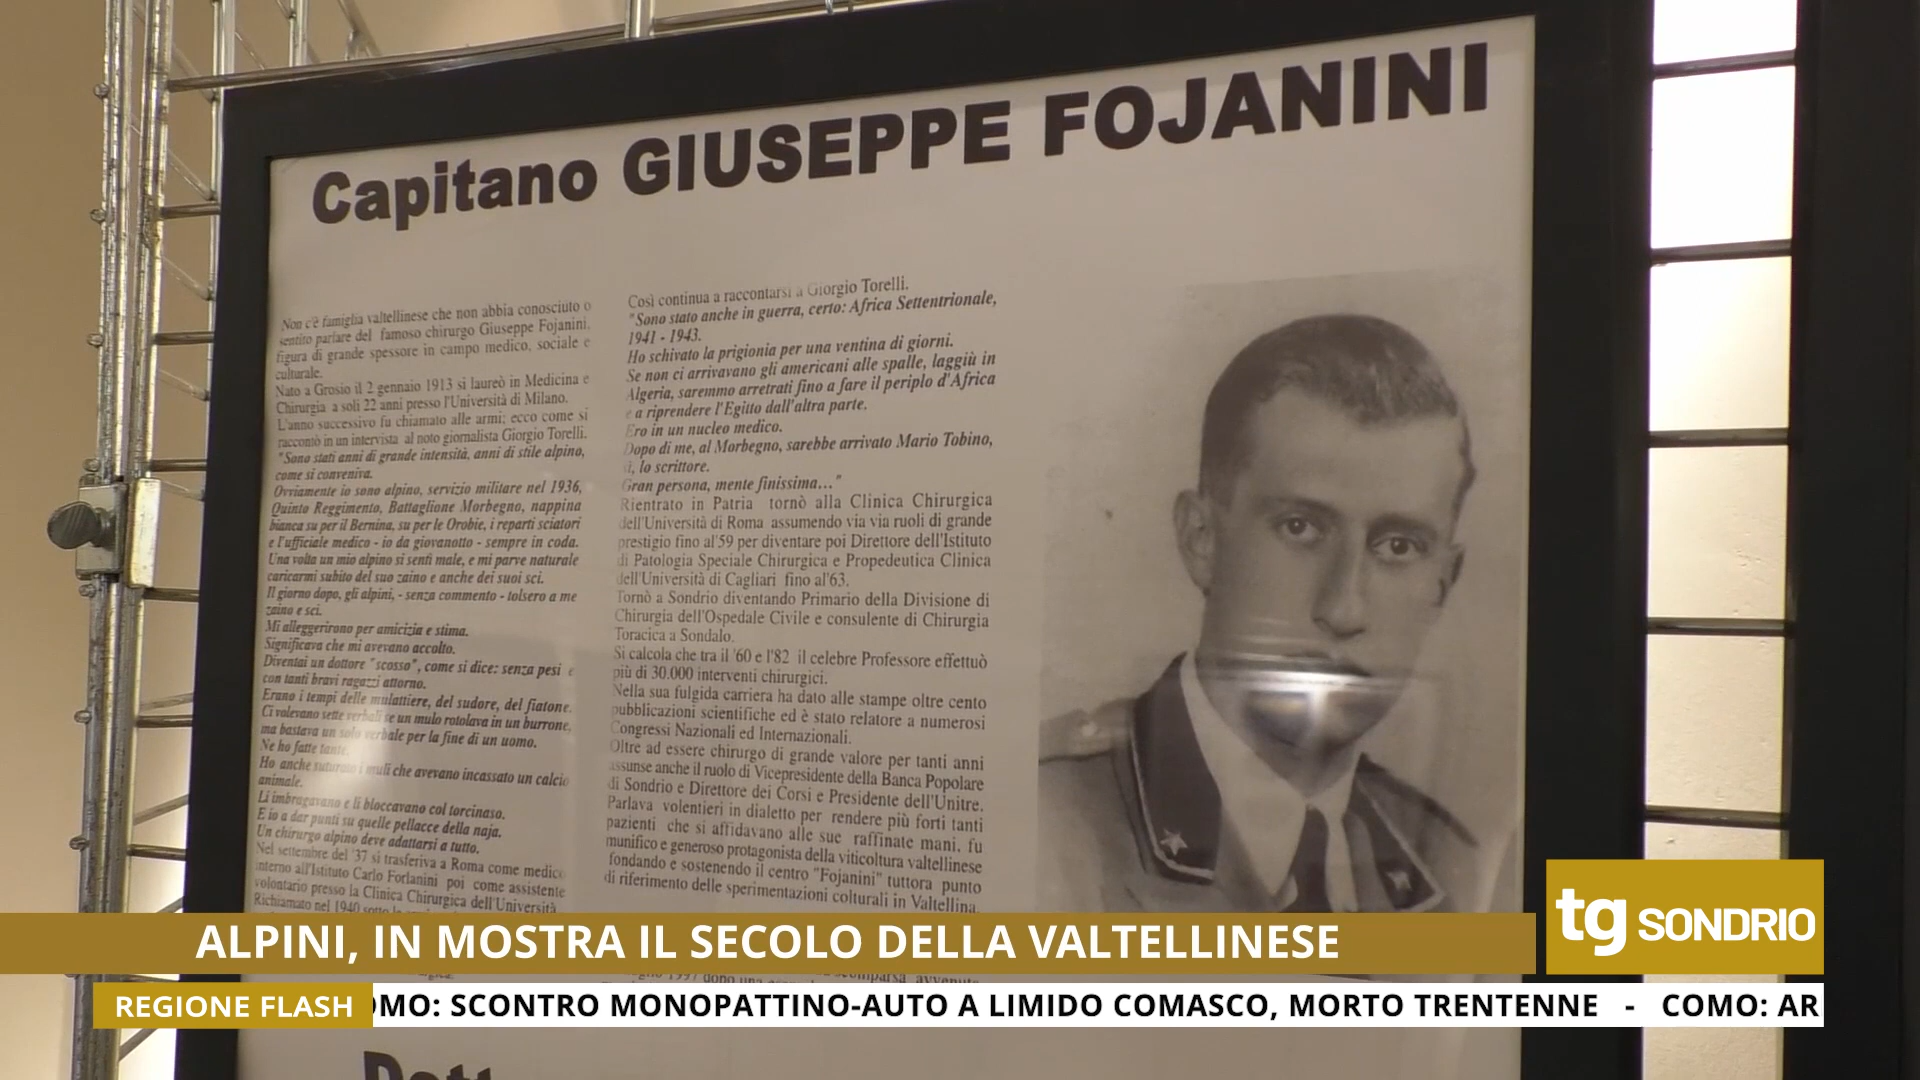 Capitano GIUSEPPE FOJANINI
Non c'è famiglia valtellinese che non abbia conosciuto o
sentito parlare del famoso chirurgo Giuseppe Fojanini,
figura di grande spessore in campo medico, sociale e
culturale.
Nato a Grosio il 2 gennaio 1913 si laureò in Medicina e
Chirurgia a soli 22 anni presso l'Università di Milano.
L'anno successivo fu chiamato alle armi; ecco come si
raccontò in un intervista al noto giornalista Giorgio Torelli.
"Sono stati anni di grande intensità, anni di stile alpino,
come si conveniva.
Ovviamente io sono alpino, servizio militare nel 1936,
Quinto Reggimento, Battaglione Morbegno, nappina
bianca su per il Bernina, su per le Orobie, i reparti sciatori
e l'ufficiale medico - io da giovanotto - sempre in coda.
Una volta un mio alpino si sentì male, e mi parve naturale
caricarmi subito del suo zaino e anche dei suoi sci.
Il giorno dopo, gli alpini, - senza commento - tolsero a me
zaino e sci.
Mi alleggerirono per amicizia e stima.
Significava che mi avevano accolto.
Diventai un dottore "scosso", come si dice: senza pesi e
con tanti bravi ragazzi attorno.
Erano i tempi delle mulattiere, del sudore, del fiatone.
Ci volevano sette verbali se un mulo rotolava in un burrone,
ma bastava un solo verbale per la fine di un uomo.
Ne ho fatte tante.
Ho anche suturato i muli che avevano incassato un calcio
animale.
Li imbragavano e li bloccavano col torcinaso.
E io a dar punti su quelle pellacce della naja.
Un chirurgo alpino deve adattarsi a tutto.
Nel settembre del '37 si trasferiva a Roma come medico
interno all'Istituto Carlo Forlanini poi come assistente
volontario presso la Clinica Chirurgica dell'Università.
Richiamato nel 1940 sotto le
Così continua a raccontarsi a Giorgio Torelli.
"Sono stato anche in guerra, certo: Africa Settentrionale,
1941 - 1943.
Ho schivato la prigionia per una ventina di giorni.
Se non ci arrivavano gli americani alle spalle, laggiù in
Algeria, saremmo arretrati fino a fare il periplo d'Africa
e a riprendere l'Egitto dall'altra parte.
Ero in un nucleo medico.
Dopo di me, al Morbegno, sarebbe arrivato Mario Tobino,
sì, lo scrittore.
Gran persona, mente finissima…"
Rientrato in Patria tornò alla Clinica Chirurgica
dell'Università di Roma assumendo via via ruoli di grande
prestigio fino al'59 per diventare poi Direttore dell'Istituto
di Patologia Speciale Chirurgica e Propedeutica Clinica
dell'Università di Cagliari fino al'63.
Tornò a Sondrio diventando Primario della Divisione di
Chirurgia dell'Ospedale Civile e consulente di Chirurgia
Toracica a Sondalo.
Si calcola che tra il '60 e l'82 il celebre Professore effettuò
più di 30.000 interventi chirurgici.
Nella sua fulgida carriera ha dato alle stampe oltre cento
pubblicazioni scientifiche ed è stato relatore a numerosi
Congressi Nazionali ed Internazionali.
Oltre ad essere chirurgo di grande valore per tanti anni
assunse anche il ruolo di Vicepresidente della Banca Popolare
di Sondrio e Direttore dei Corsi e Presidente dell'Unitre.
Parlava volentieri in dialetto per rendere più forti tanti
pazienti che si affidavano alle sue raffinate mani, fu
munifico e generoso protagonista della viticoltura valtellinese
fondando e sostenendo il centro "Fojanini" tuttora punto
di riferimento delle sperimentazioni colturali in Valtellina.
1997 dopo una scomparsa avvenuta
tg SONDRIO
ALPINI, IN MOSTRA IL SECOLO DELLA VALTELLINESE
REGIONE FLASH OMO: SCONTRO MONOPATTINO-AUTO A LIMIDO COMASCO, MORTO TRENTENNE - COMO: AR